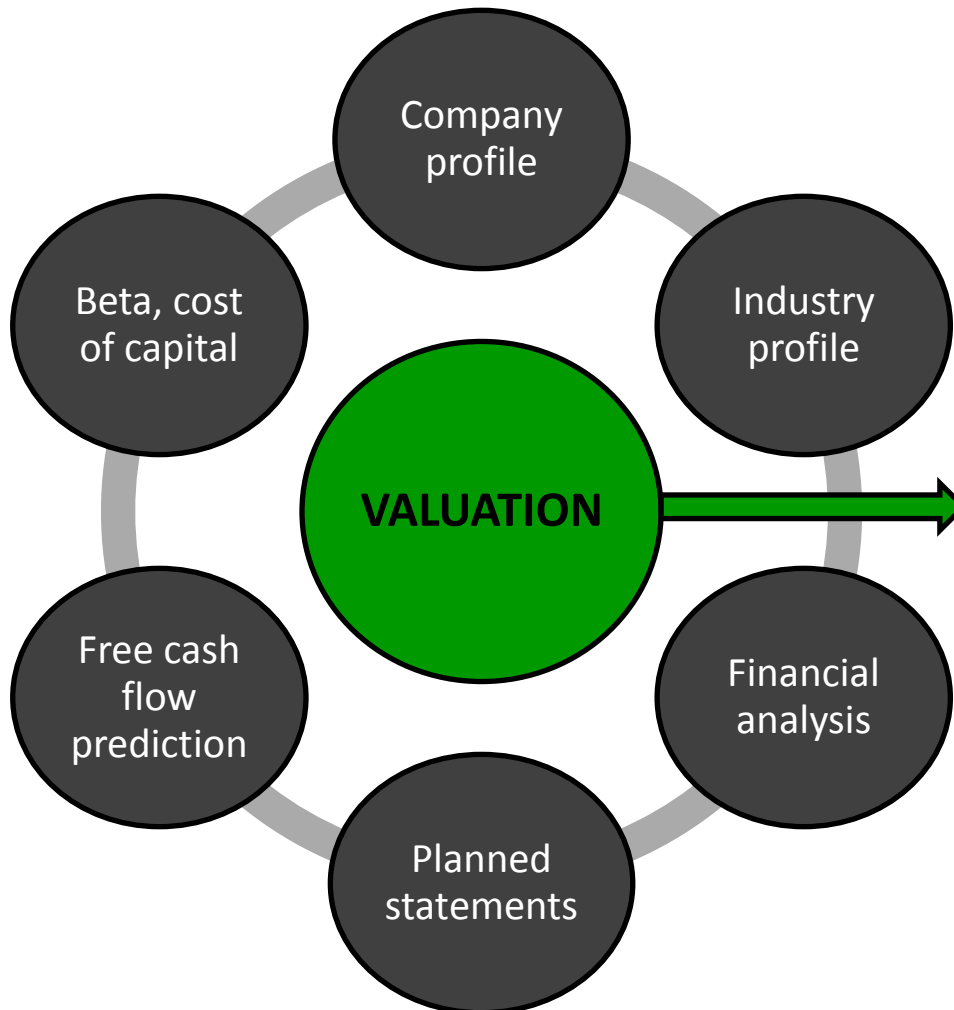 Company
profile
Industry
profile
Financial
analysis
Planned
statements
Free cash
flow
prediction
Beta, cost
of capital
VALUATION